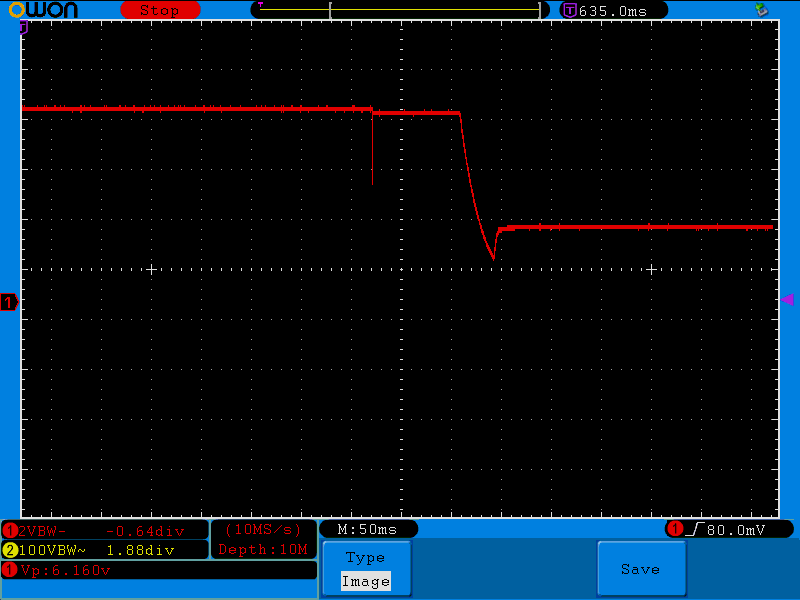 OWON Stop T 635.0ms
1
1 2VBW- -0.64div (10MS/s) M:50ms 1 80.0mV
2 100VBW~ 1.88div Depth:10M
1 Vp:6.160v
Type
Image
Save